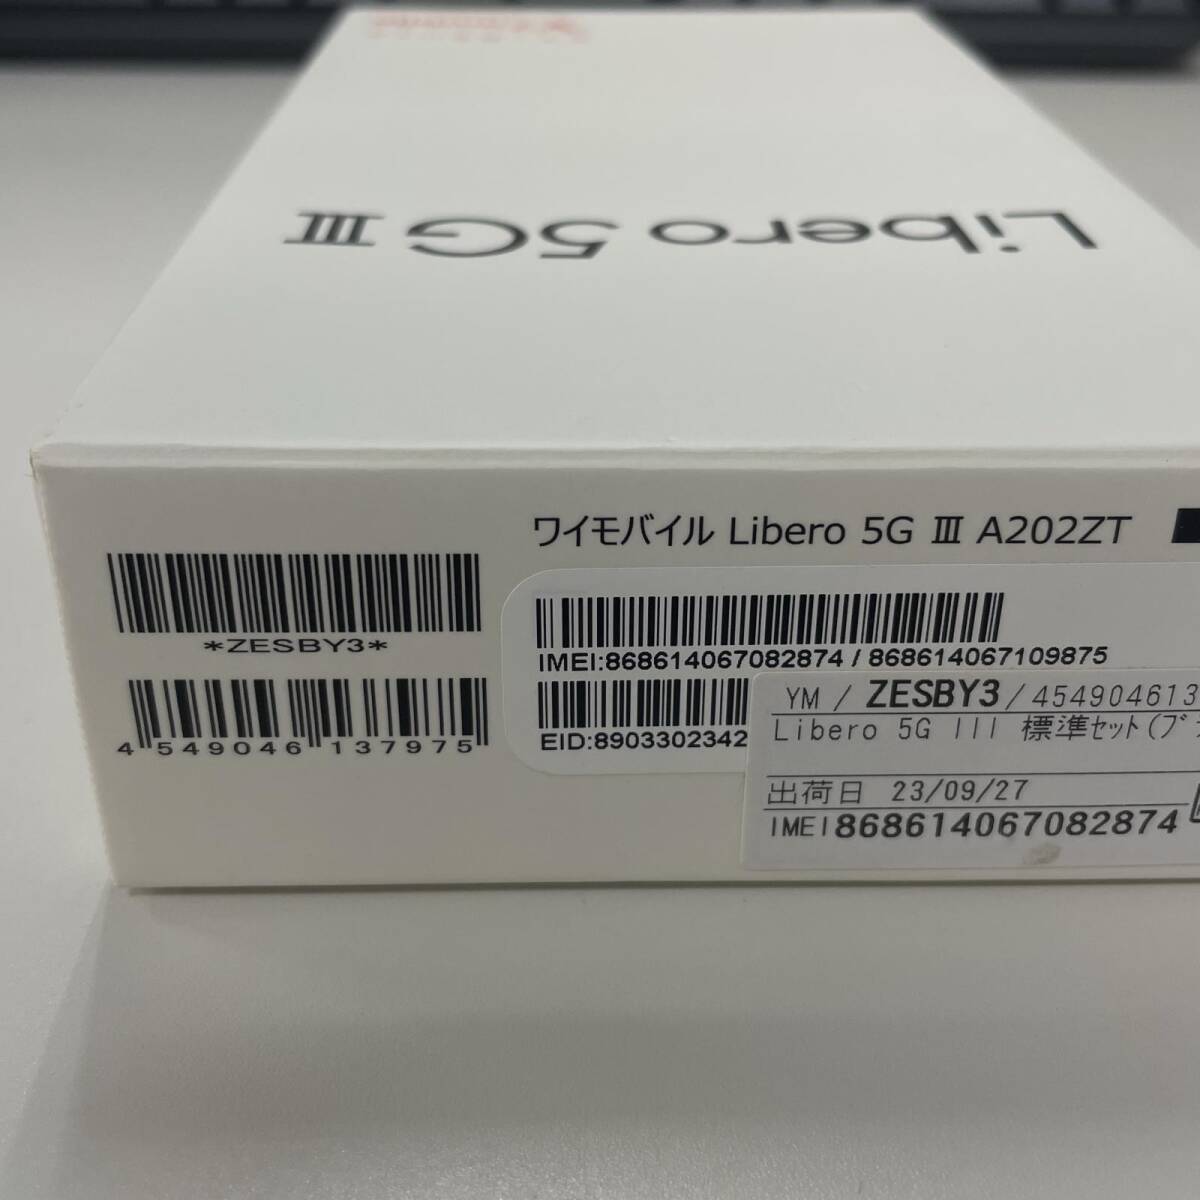 Libero 5G III
ワイモバイル Libero 5G III A202ZT
*ZESBY3*
4 549046 137975
IMEI:868614067082874 / 868614067109875
EID:8903302342
YM / ZESBY3 / 454904613
Libero 5G III 標準セット(ブラ
出荷日 23/09/27
IMEI868614067082874